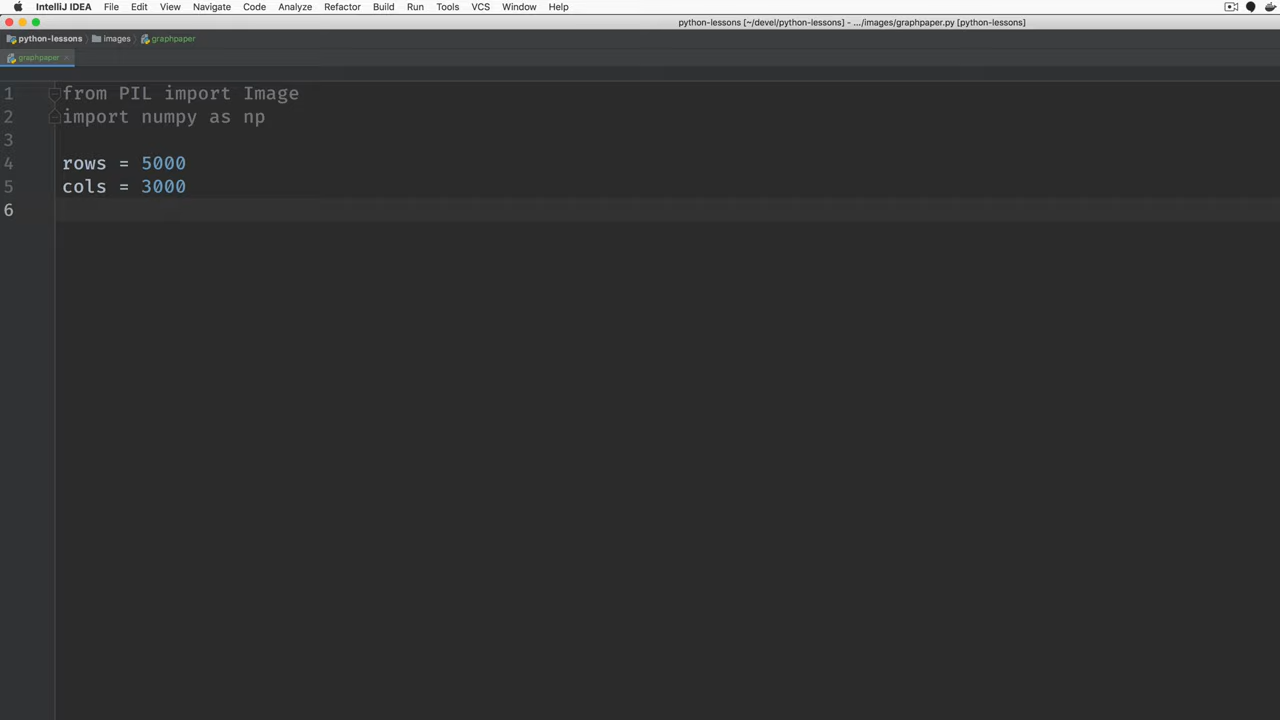 IntelliJ IDEA File Edit View Navigate Code Analyze Refactor Build Run Tools VCS Window Help
python-lessons [~/devel/python-lessons] - .../images/graphpaper.py [python-lessons]
python-lessons images graphpaper
graphpaper
1 from PIL import Image
2 import numpy as np
3
4 rows = 5000
5 cols = 3000
6